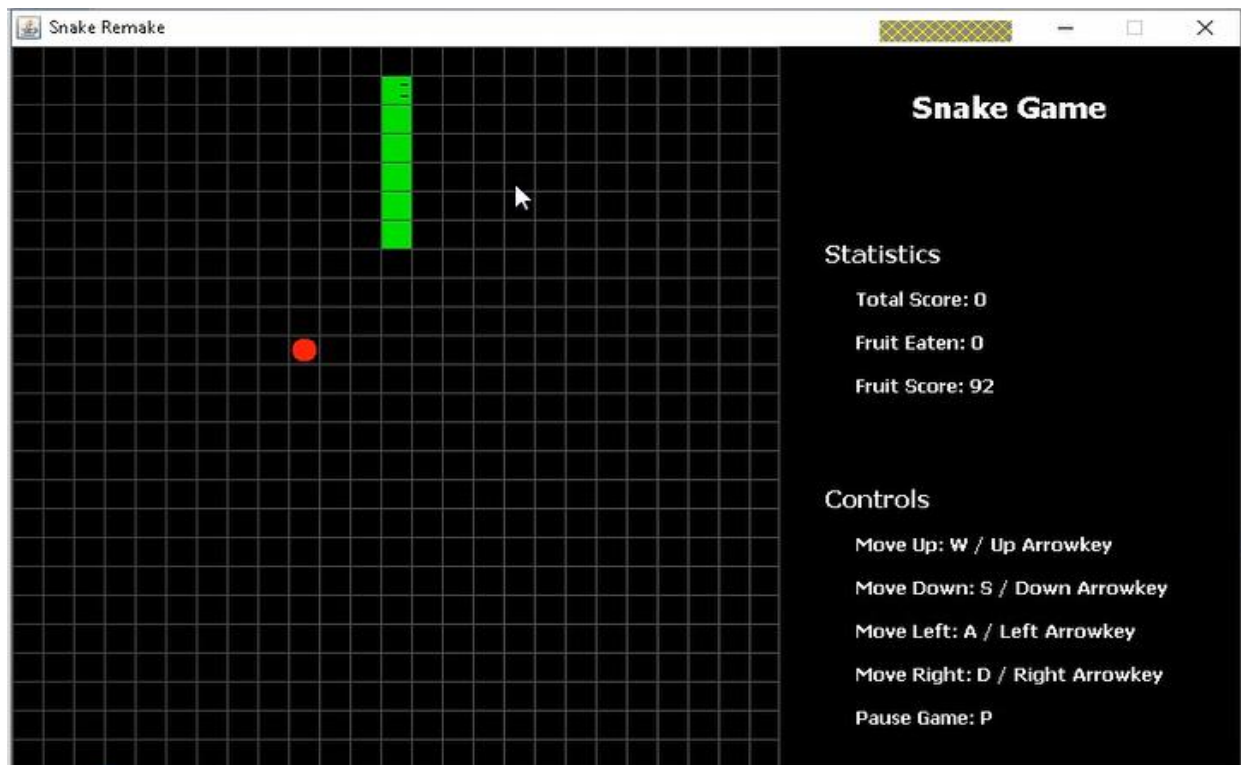 Snake Remake
Snake Game
Statistics
Total Score: 0
Fruit Eaten: 0
Fruit Score: 92
Controls
Move Up: W / Up Arrowkey
Move Down: S / Down Arrowkey
Move Left: A / Left Arrowkey
Move Right: D / Right Arrowkey
Pause Game: P